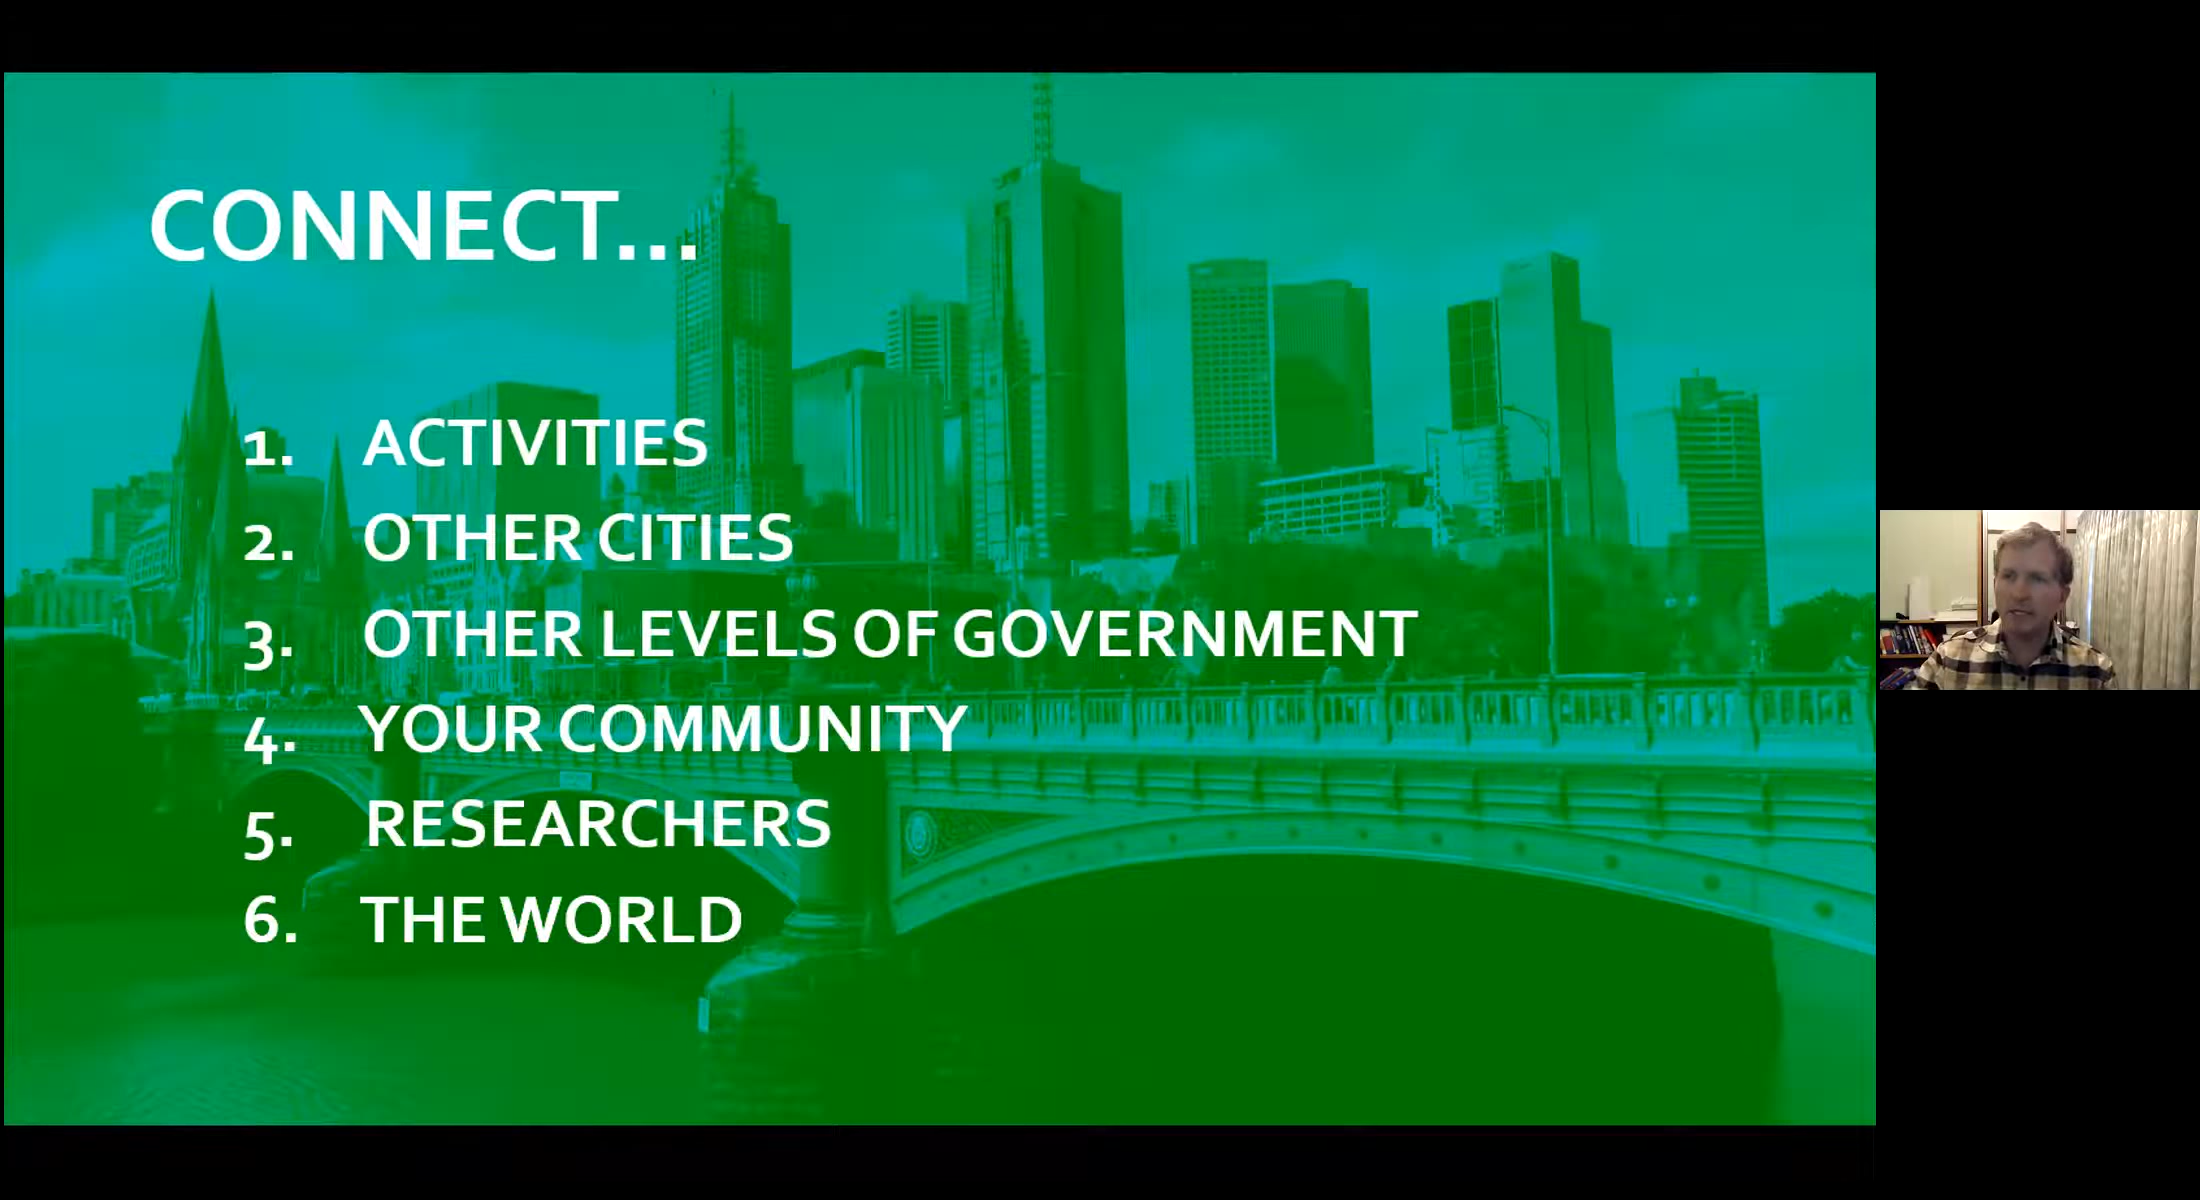 CONNECT...
1. ACTIVITIES
2. OTHER CITIES
3. OTHER LEVELS OF GOVERNMENT
4. YOUR COMMUNITY
5. RESEARCHERS
6. THE WORLD